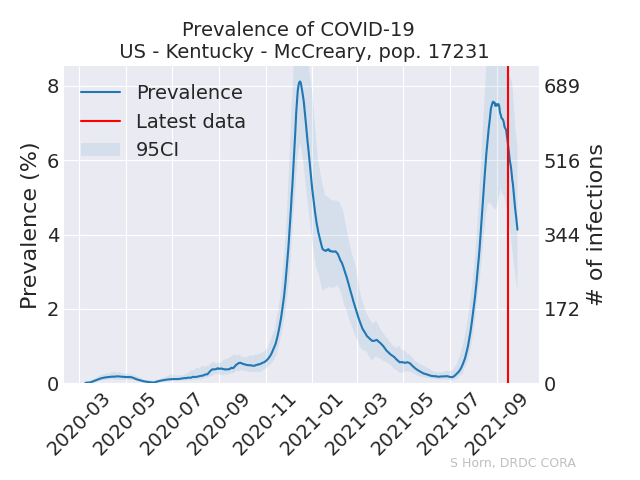 Prevalence of COVID-19
US - Kentucky - McCreary, pop. 17231
Prevalence
Latest data
95CI
Prevalence (%)
8
6
4
2
0
689
516
344
172
0
# of infections
2020-03
2020-05
2020-07
2020-09
2020-11
2021-01
2021-03
2021-05
2021-07
2021-09
S Horn, DRDC CORA